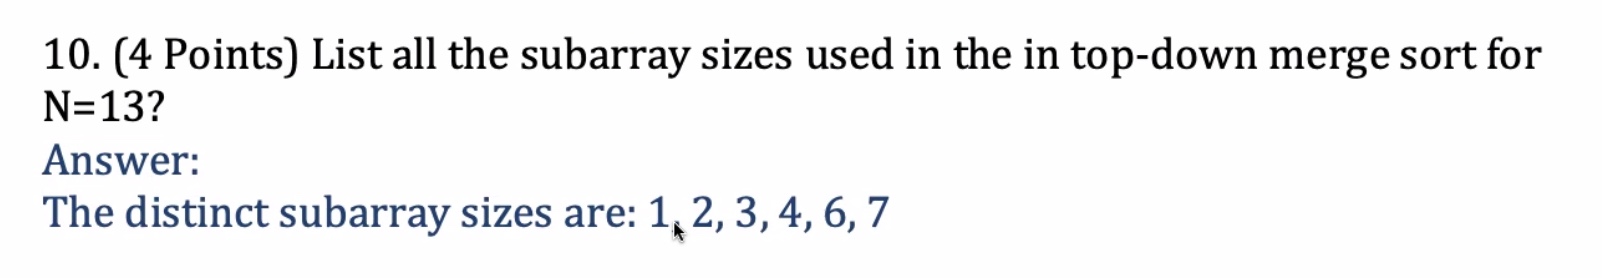 10. (4 Points) List all the subarray sizes used in the in top-down merge sort for
N=13?
Answer:
The distinct subarray sizes are: 1, 2, 3, 4, 6, 7